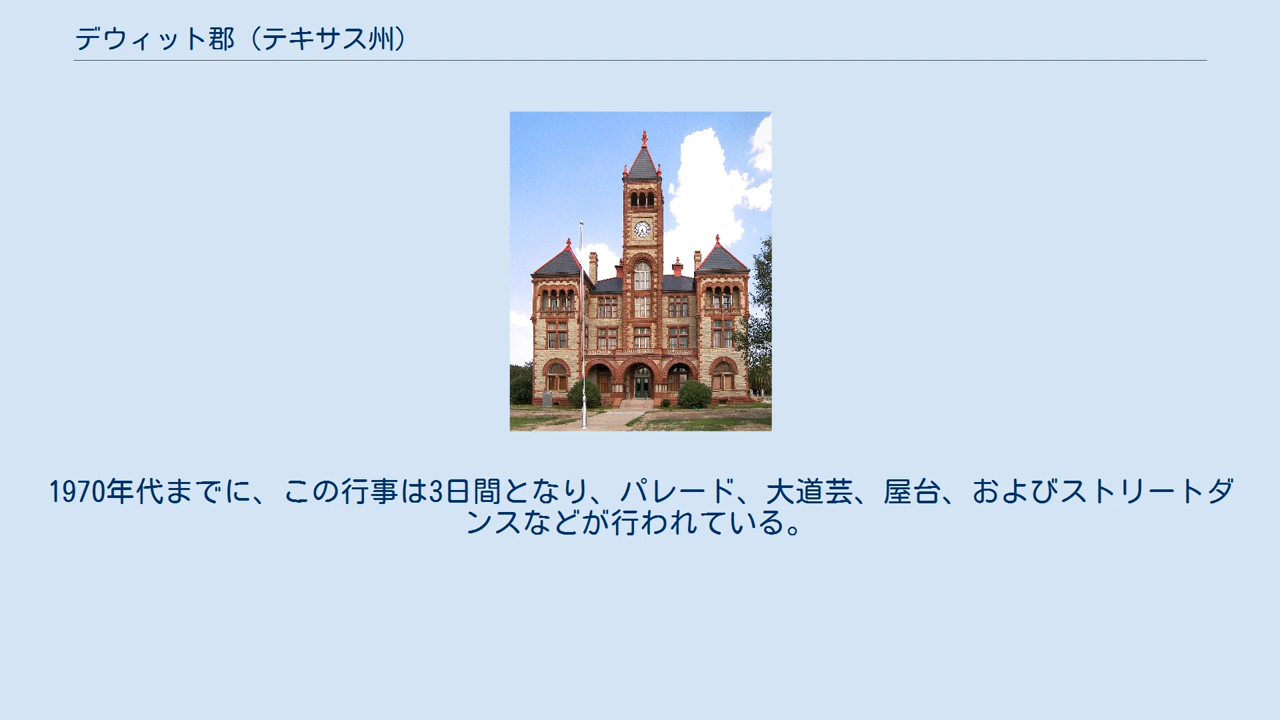 デウィット郡（テキサス州）
1970年代までに、この行事は3日間となり、パレード、大道芸、屋台、およびストリートダ
ンスなどが行われている。